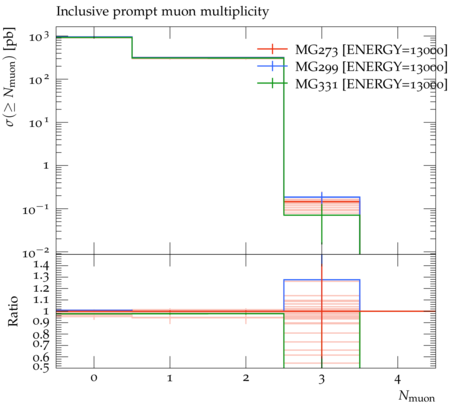 Inclusive prompt muon multiplicity
σ(≥ Nmuon) [pb]
10³
10²
10¹
1
10⁻¹
10⁻²
MG273 [ENERGY=13000]
MG299 [ENERGY=13000]
MG331 [ENERGY=13000]
Ratio
1.4
1.3
1.2
1.1
1
0.9
0.8
0.7
0.6
0.5
0 1 2 3 4
Nmuon